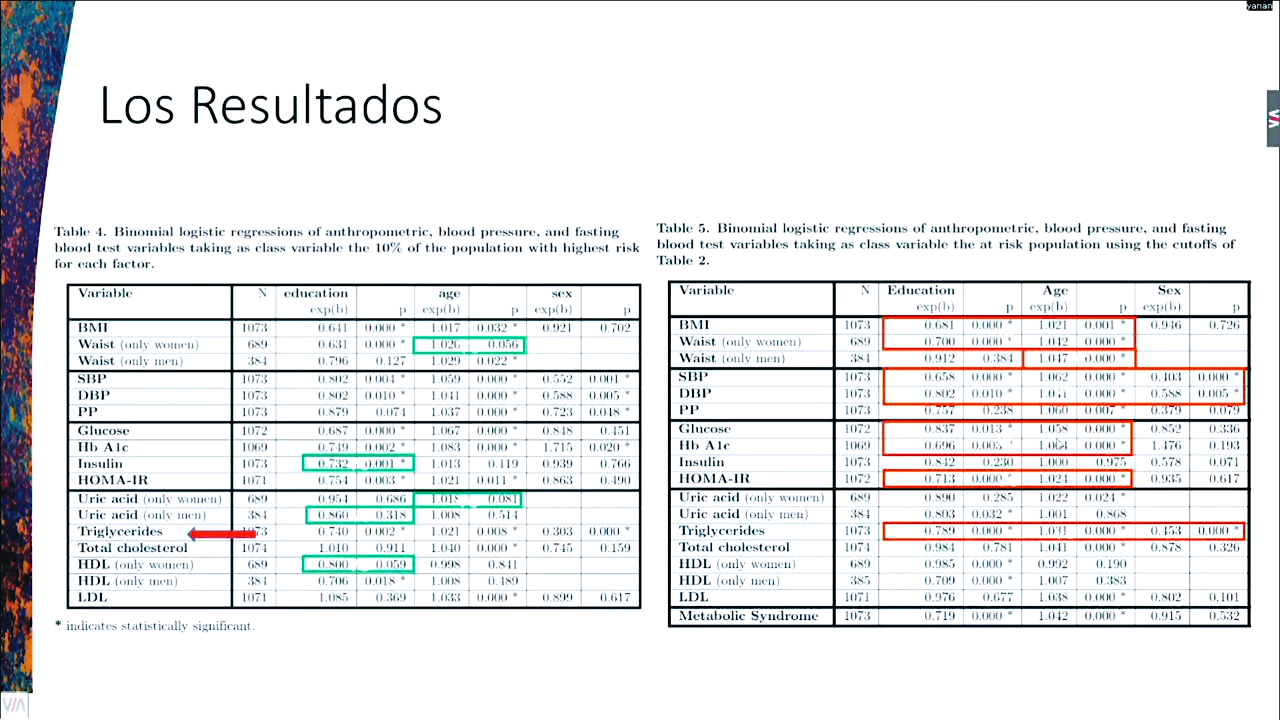 yanan
Los Resultados
Table 4. Binomial logistic regressions of anthropometric, blood pressure, and fasting
blood test variables taking as class variable the 10% of the population with highest risk
for each factor.
Variable N education age sex
exp(b) p exp(b) p exp(b) p
BMI 1073 0.641 0.000 * 1.017 0.032 * 0.921 0.702
Waist (only women) 689 0.631 0.000 * 1.026 0.056
Waist (only men) 384 0.796 0.127 1.029 0.022 *
SBP 1073 0.802 0.004 * 1.059 0.000 * 0.552 0.001 *
DBP 1073 0.802 0.010 * 1.041 0.000 * 0.588 0.005 *
PP 1073 0.879 0.074 1.037 0.000 * 0.723 0.048 *
Glucose 1072 0.687 0.000 * 1.067 0.000 * 0.848 0.451
Hb A1c 1069 0.749 0.002 * 1.083 0.000 * 1.715 0.020 *
Insulin 1073 0.732 0.001 * 1.013 0.119 0.939 0.766
HOMA-IR 1071 0.754 0.003 * 1.021 0.011 * 0.863 0.490
Uric acid (only women) 689 0.954 0.686 1.018 0.081
Uric acid (only men) 384 0.860 0.318 1.008 0.514
Triglycerides 73 0.740 0.002 * 1.021 0.008 * 0.303 0.000 *
Total cholesterol 1074 1.010 0.911 1.040 0.000 * 0.745 0.159
HDL (only women) 689 0.800 0.059 0.998 0.841
HDL (only men) 384 0.706 0.018 * 1.008 0.489
LDL 1071 1.085 0.369 1.033 0.000 * 0.899 0.617
* indicates statistically significant.
Table 5. Binomial logistic regressions of anthropometric, blood pressure, and fasting
blood test variables taking as class variable the at risk population using the cutoffs of
Table 2.
Variable N Education Age Sex
exp(b) p exp(b) p exp(b) p
BMI 1073 0.681 0.000 * 1.021 0.001 * 0.946 0.726
Waist (only women) 689 0.700 0.000 * 1.042 0.000 *
Waist (only men) 384 0.912 0.384 1.047 0.000 *
SBP 1073 0.658 0.000 * 1.062 0.000 * 0.403 0.000 *
DBP 1073 0.802 0.010 * 1.041 0.000 * 0.588 0.005 *
PP 1073 0.757 0.238 1.060 0.007 * 0.379 0.079
Glucose 1072 0.837 0.013 * 1.058 0.000 * 0.852 0.336
Hb A1c 1069 0.696 0.005 * 1.064 0.000 * 1.476 0.193
Insulin 1073 0.842 0.230 1.000 0.975 0.578 0.071
HOMA-IR 1072 0.713 0.000 * 1.024 0.000 * 0.935 0.617
Uric acid (only women) 689 0.890 0.285 1.022 0.024 *
Uric acid (only men) 384 0.803 0.032 * 1.001 0.868
Triglycerides 1073 0.789 0.000 * 1.031 0.000 * 0.453 0.000 *
Total cholesterol 1074 0.984 0.781 1.041 0.000 * 0.878 0.326
HDL (only women) 689 0.985 0.000 * 0.992 0.190
HDL (only men) 385 0.709 0.000 * 1.007 0.383
LDL 1071 0.976 0.677 1.038 0.000 * 0.802 0.101
Metabolic Syndrome 1073 0.719 0.000 * 1.042 0.000 * 0.915 0.532
VIA